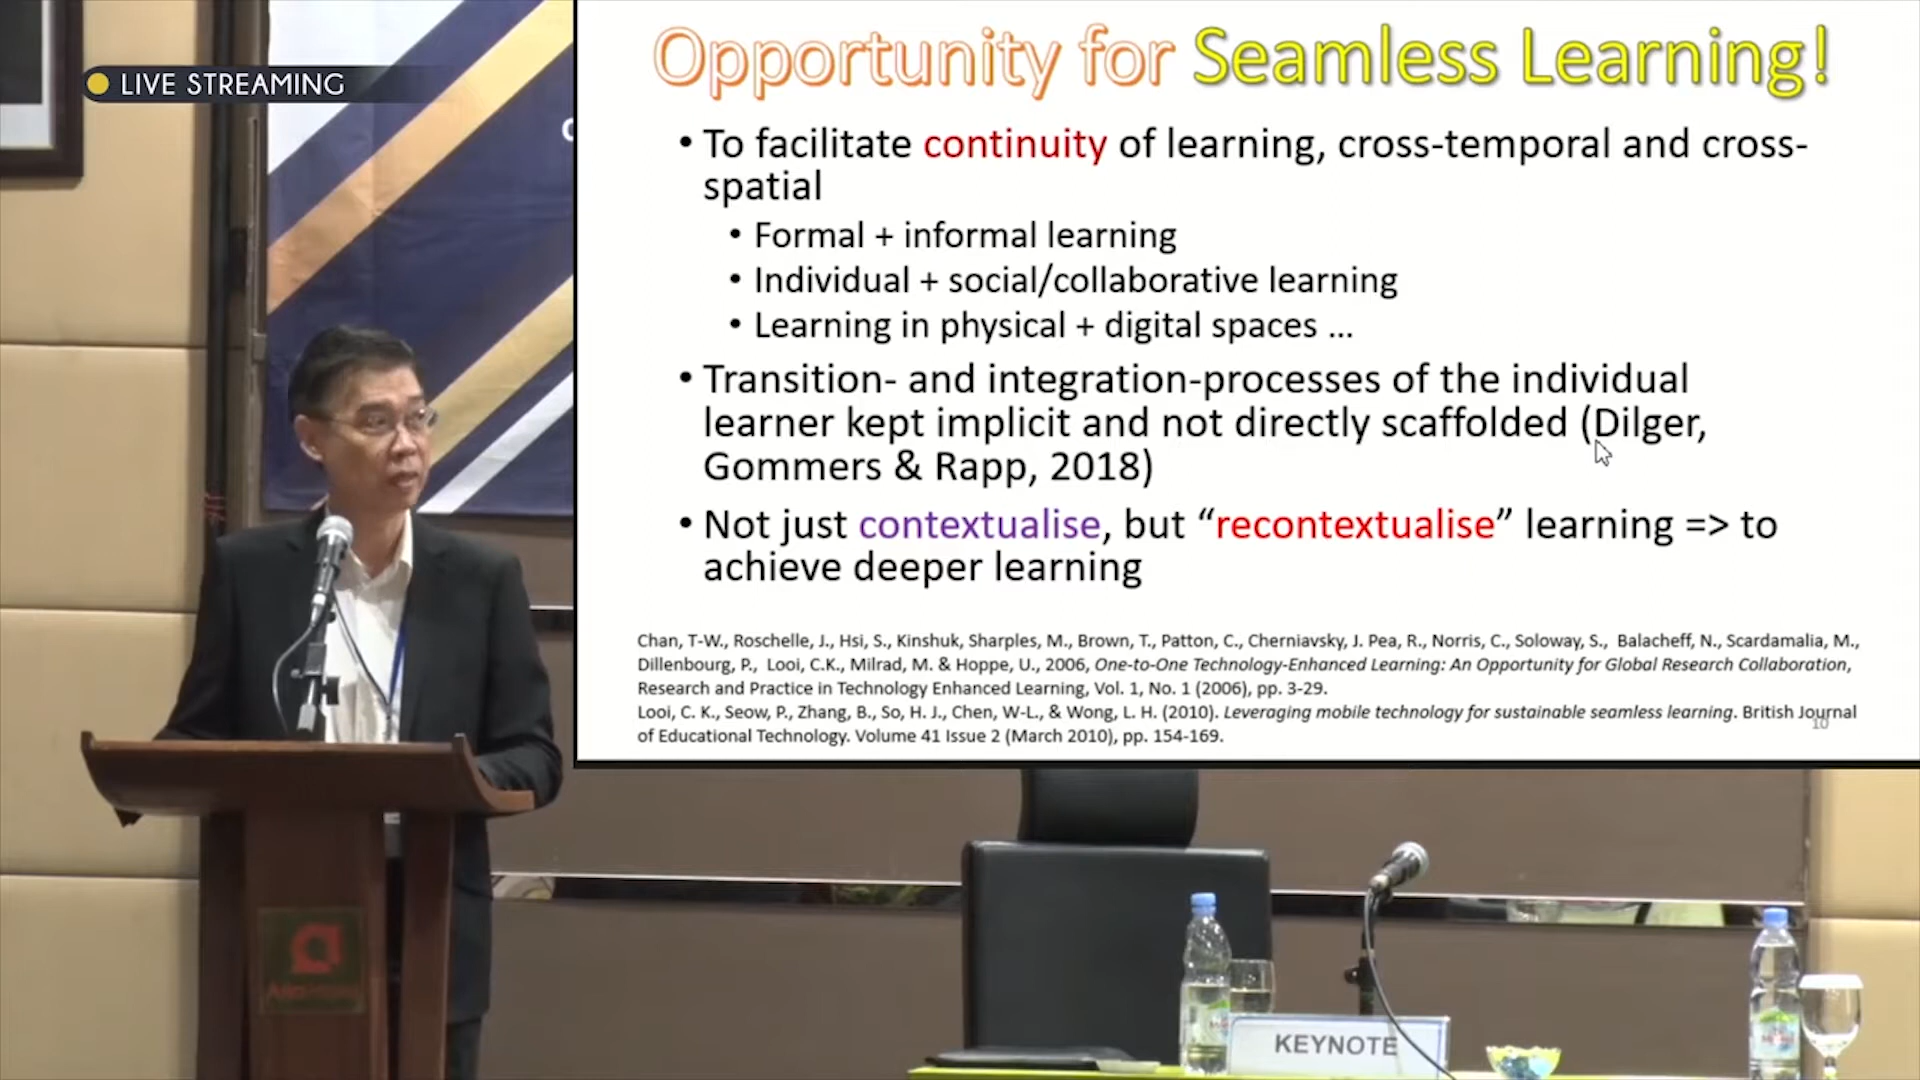 LIVE STREAMING
Opportunity for Seamless Learning!
• To facilitate continuity of learning, cross-temporal and cross-
spatial
• Formal + informal learning
• Individual + social/collaborative learning
• Learning in physical + digital spaces ...
• Transition- and integration-processes of the individual
learner kept implicit and not directly scaffolded (Dilger,
Gommers & Rapp, 2018)
• Not just contextualise, but “recontextualise” learning => to
achieve deeper learning
Chan, T-W., Roschelle, J., Hsi, S., Kinshuk, Sharples, M., Brown, T., Patton, C., Cherniavsky, J. Pea, R., Norris, C., Soloway, S., Balacheff, N., Scardamalia, M.,
Dillenbourg, P., Looi, C.K., Milrad, M. & Hoppe, U., 2006, One-to-One Technology-Enhanced Learning: An Opportunity for Global Research Collaboration,
Research and Practice in Technology Enhanced Learning, Vol. 1, No. 1 (2006), pp. 3-29.
Looi, C. K., Seow, P., Zhang, B., So, H. J., Chen, W-L., & Wong, L. H. (2010). Leveraging mobile technology for sustainable seamless learning. British Journal
of Educational Technology. Volume 41 Issue 2 (March 2010), pp. 154-169.
10
KEYNOTE